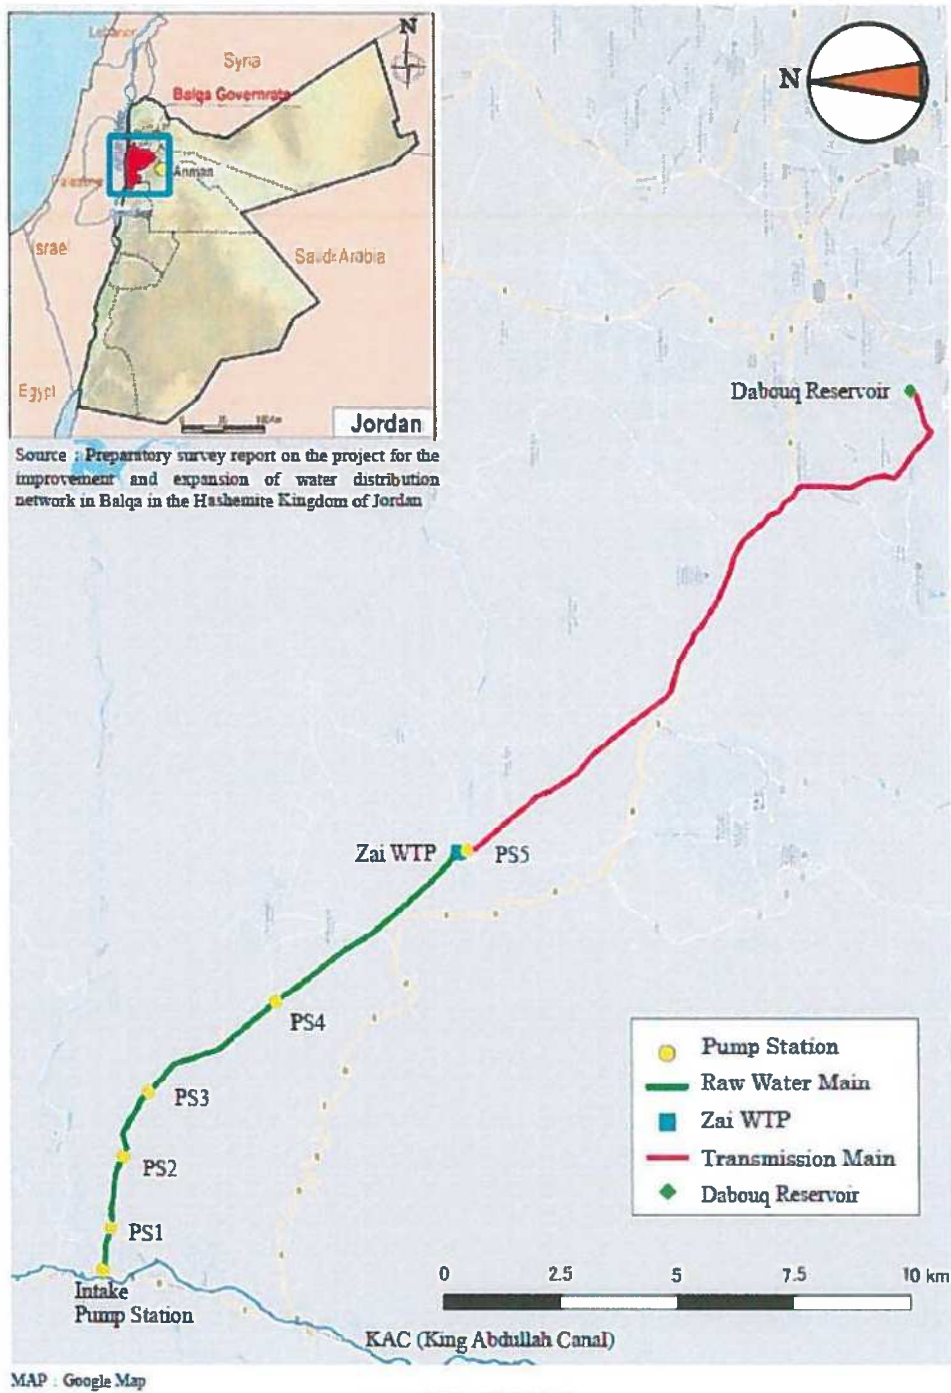 Lebanon
N
Syria
Balqa Governrate
Amman
Palestine
Israel
Saudi Arabia
Egypt
Jordan
Source : Preparatory survey report on the project for the
improvement and expansion of water distribution
network in Balqa in the Hashemite Kingdom of Jordan
N
Dabouq Reservoir
Zai WTP
PS5
PS4
PS3
PS2
PS1
Intake
Pump Station
KAC (King Abdullah Canal)
Pump Station
Raw Water Main
Zai WTP
Transmission Main
Dabouq Reservoir
0 2.5 5 7.5 10 km
MAP : Google Map